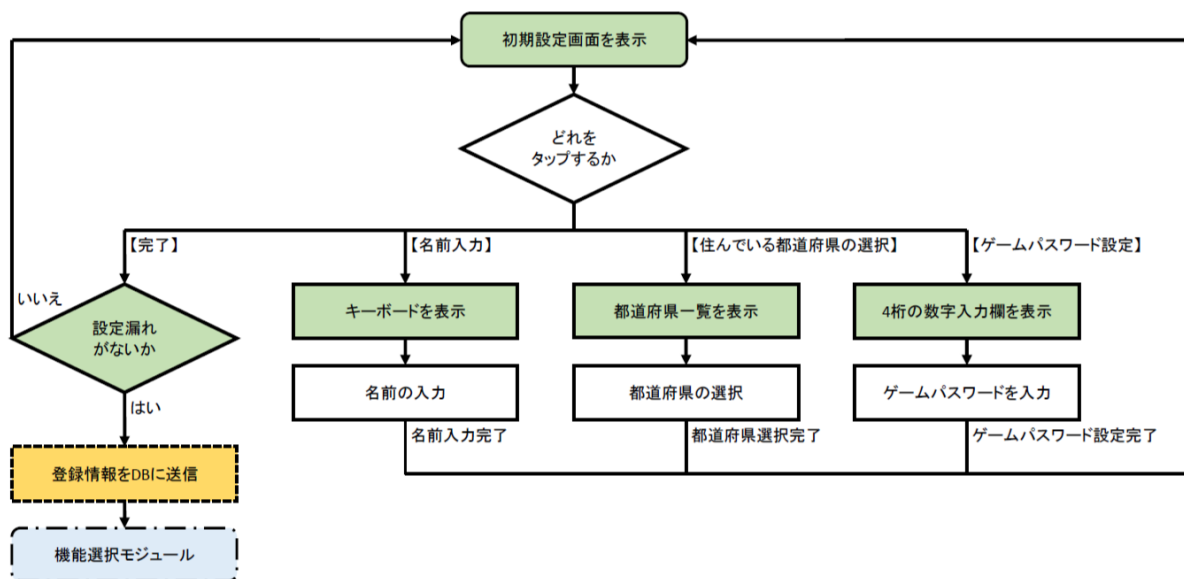 初期設定画面を表示
どれを
タップするか
【完了】
【名前入力】
【住んでいる都道府県の選択】
【ゲームパスワード設定】
いいえ
設定漏れ
がないか
キーボードを表示
都道府県一覧を表示
4桁の数字入力欄を表示
はい
名前の入力
都道府県の選択
ゲームパスワードを入力
名前入力完了
都道府県選択完了
ゲームパスワード設定完了
登録情報をDBに送信
機能選択モジュール